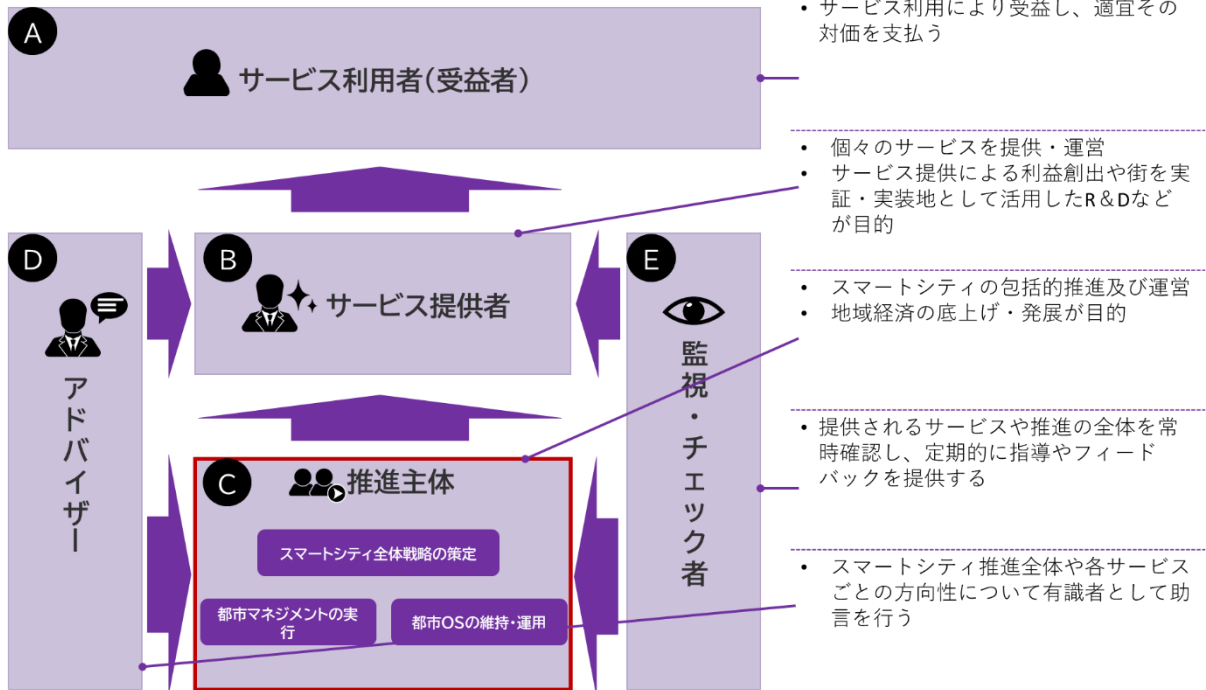 A
サービス利用者(受益者)
D
アドバイザー
B
サービス提供者
E
監視・チェック者
C
推進主体
スマートシティ全体戦略の策定
都市マネジメントの実
行
都市OSの維持・運用
• サービス利用により受益し、適宜その
対価を支払う
• 個々のサービスを提供・運営
• サービス提供による利益創出や街を実
証・実装地として活用したR＆Dなど
が目的
• スマートシティの包括的推進及び運営
• 地域経済の底上げ・発展が目的
• 提供されるサービスや推進の全体を常
時確認し、定期的に指導やフィード
バックを提供する
• スマートシティ推進全体や各サービス
ごとの方向性について有識者として助
言を行う